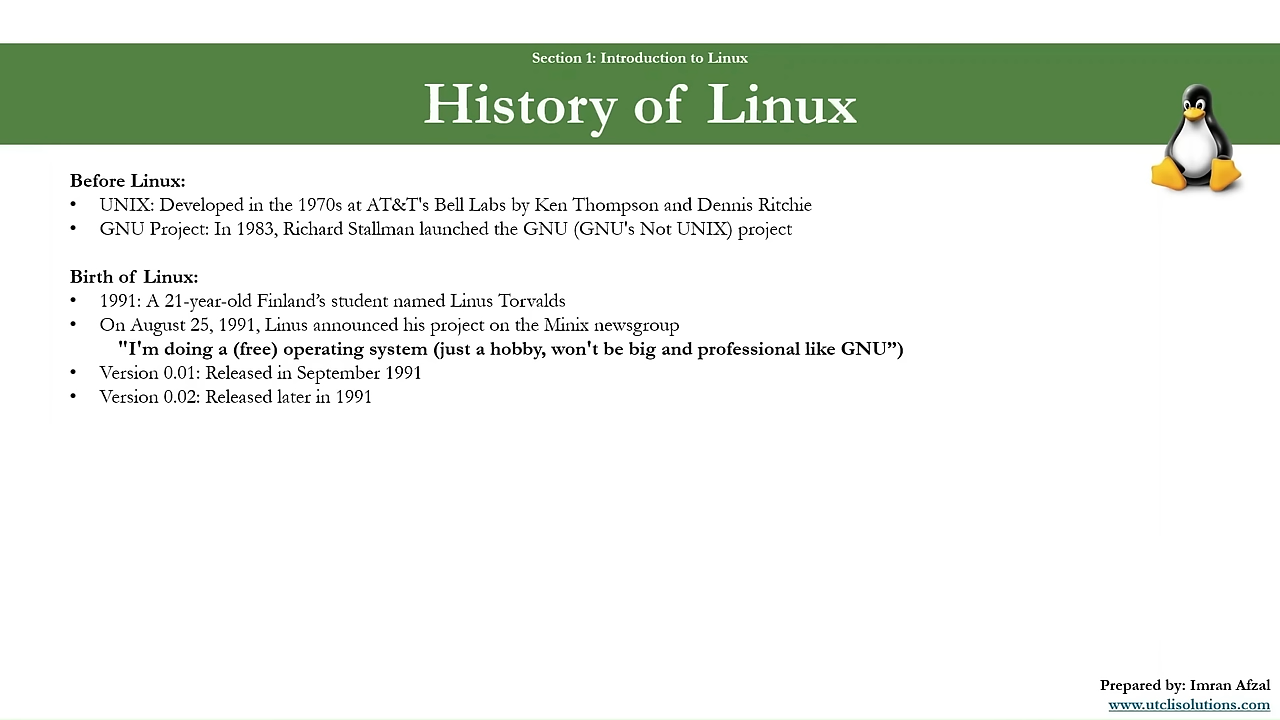 Section 1: Introduction to Linux
History of Linux
Before Linux:
• UNIX: Developed in the 1970s at AT&T's Bell Labs by Ken Thompson and Dennis Ritchie
• GNU Project: In 1983, Richard Stallman launched the GNU (GNU's Not UNIX) project
Birth of Linux:
• 1991: A 21-year-old Finland’s student named Linus Torvalds
• On August 25, 1991, Linus announced his project on the Minix newsgroup
"I'm doing a (free) operating system (just a hobby, won't be big and professional like GNU”)
• Version 0.01: Released in September 1991
• Version 0.02: Released later in 1991
Prepared by: Imran Afzal
www.utclisolutions.com